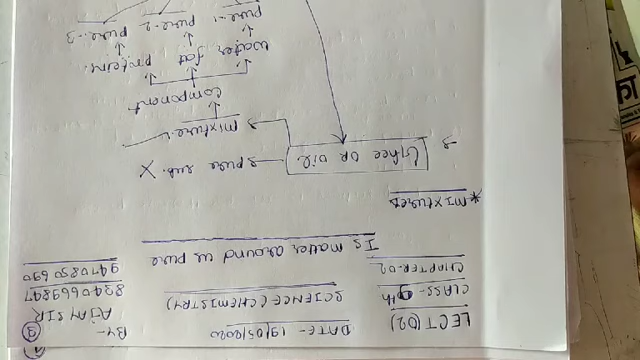 LECT(02) DATE- 19/05/2020 BY-
CLASS- 9th SCIENCE (CHEMISTRY) AJAY SIR
CHAPTER-02 8340669847
9470850690
Is matter around us pure
* MIXTURES
Ghee OR OIL pure sub. X
mixture
component
water fat protein
pure-1 pure-2 pure-3